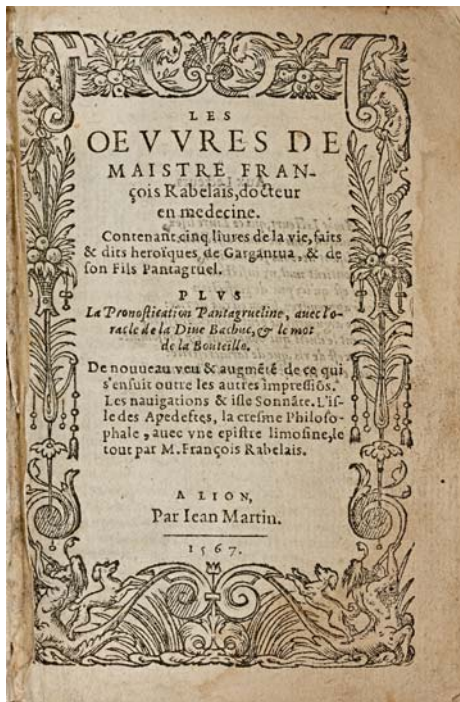 LES
OEVVRES DE
MAISTRE FRAN-
çois Rabelais, docteur
en medecine.
Contenant cinq liures de la vie, faits
& dits heroïques de Gargantua, & de
son Fils Pantagruel.
PLVS
La Pronostication Pantagrueline, auec l'o-
racle de la Diue Bacbuc, & le mot
de la Bouteille.
De nouueau veu & augmẽté de ce qui
s'ensuit outre les autres impressiõs.
Les nauigations & isle Sonnãte. L'is-
le des Apedeftes, la cresme Philoso-
phale, auec vne epistre limosine, le
tout par M. François Rabelais.
A LION,
Par Iean Martin.
1567.